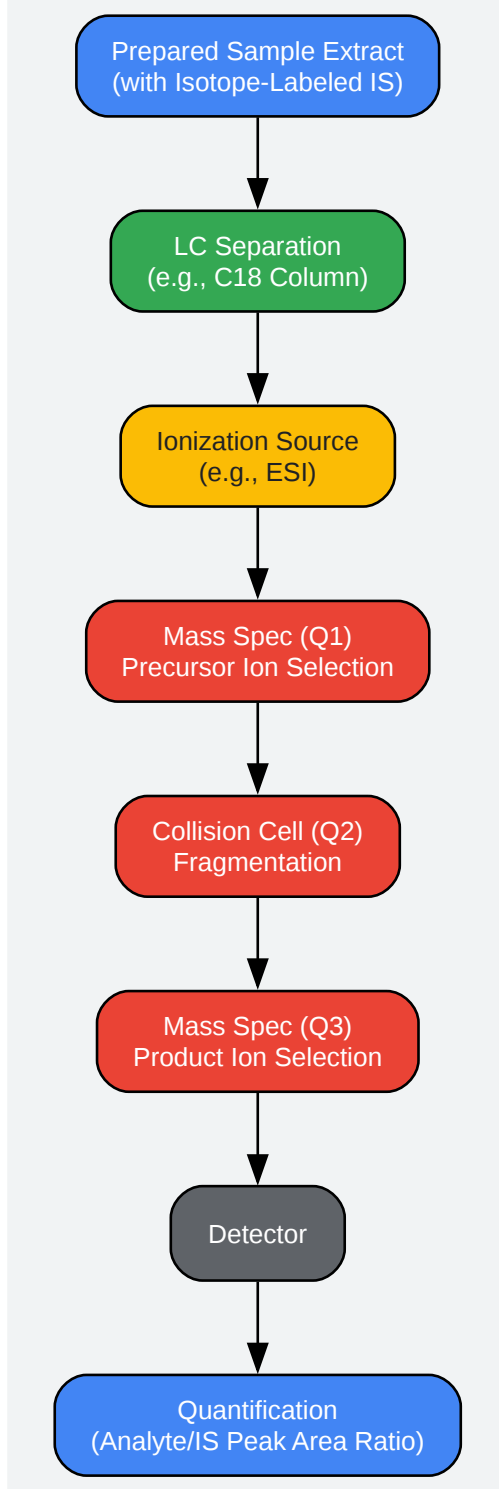 Prepared Sample Extract
(with Isotope-Labeled IS)
LC Separation
(e.g., C18 Column)
Ionization Source
(e.g., ESI)
Mass Spec (Q1)
Precursor Ion Selection
Collision Cell (Q2)
Fragmentation
Mass Spec (Q3)
Product Ion Selection
Detector
Quantification
(Analyte/IS Peak Area Ratio)